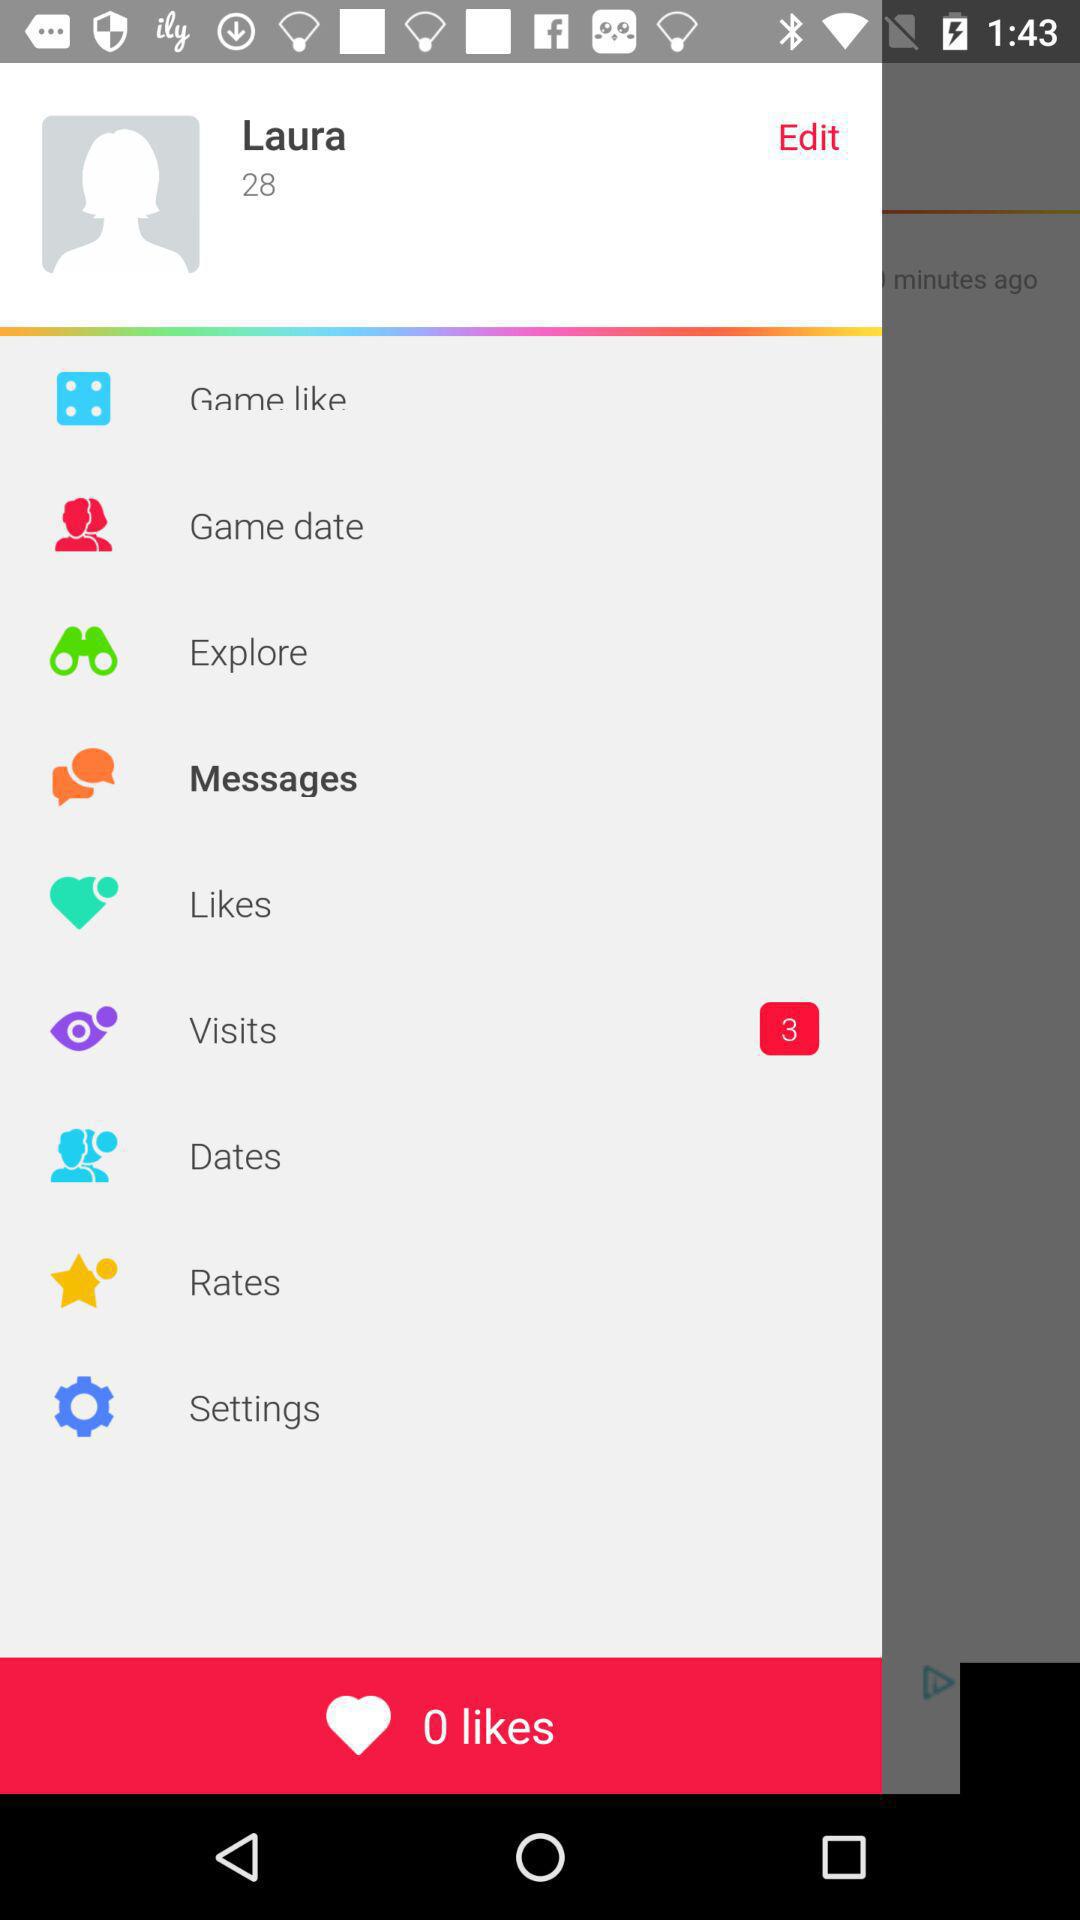 ily 1:43
Laura
Edit
28
minutes ago
Game like
Game date
Explore
Messages
Likes
Visits 3
Dates
Rates
Settings
0 likes